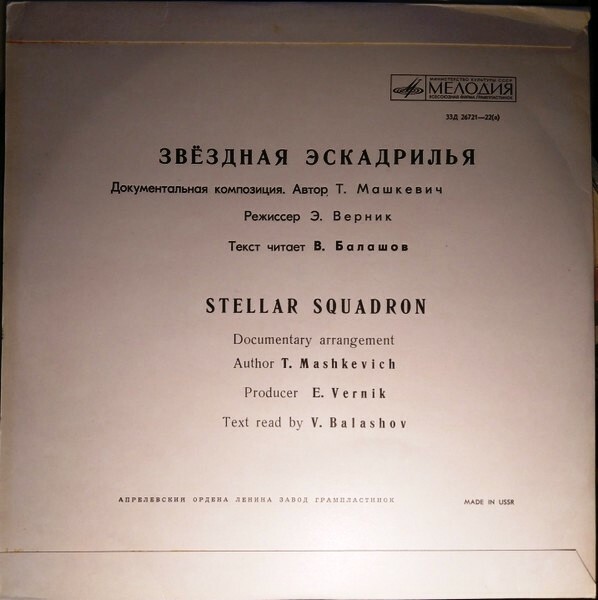 МИНИСТЕРСТВО КУЛЬТУРЫ СССР
МЕЛОДИЯ
ВСЕСОЮЗНАЯ ФИРМА ГРАМПЛАСТИНОК
33Д 26721—22(а)
ЗВЁЗДНАЯ ЭСКАДРИЛЬЯ
Документальная композиция. Автор Т. Машкевич
Режиссер Э. Верник
Текст читает В. Балашов
STELLAR SQUADRON
Documentary arrangement
Author T. Mashkevich
Producer E. Vernik
Text read by V. Balashov
АПРЕЛЕВСКИЙ ОРДЕНА ЛЕНИНА ЗАВОД ГРАМПЛАСТИНОК
MADE IN USSR